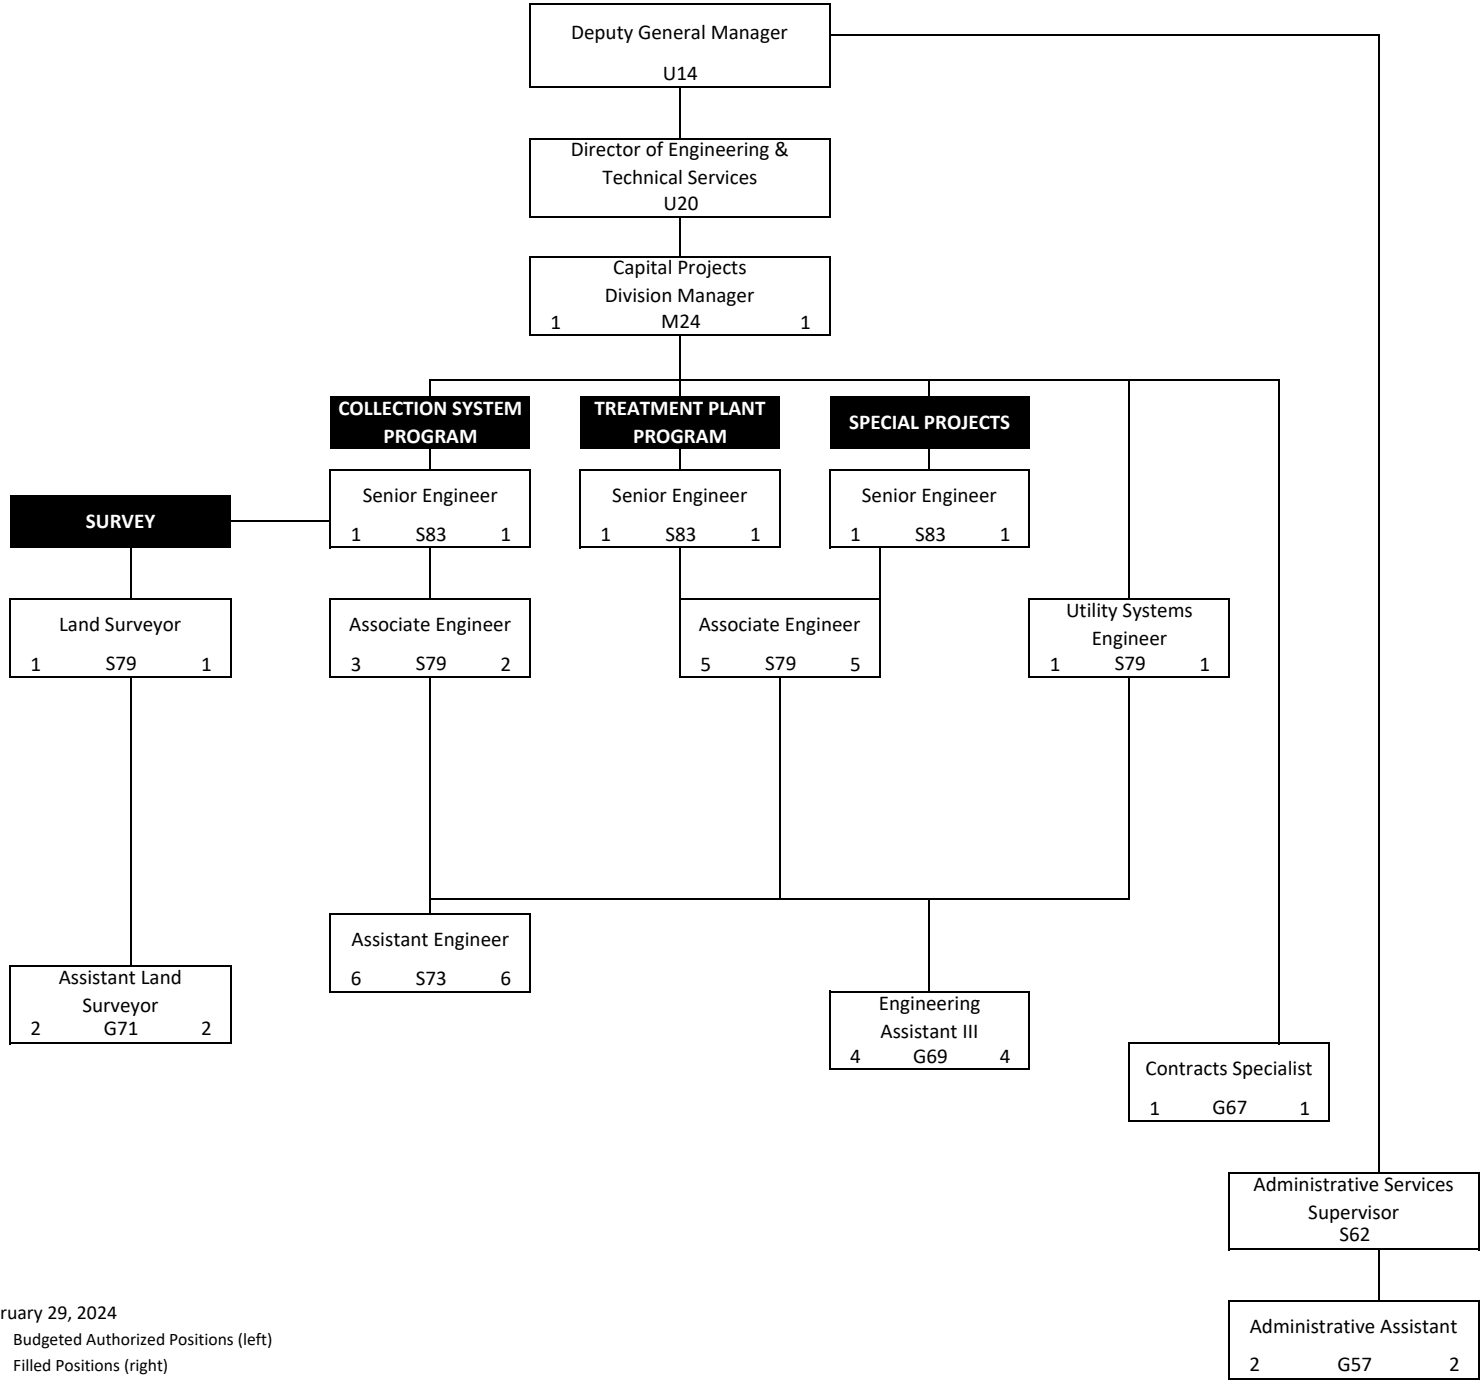 Deputy General Manager
U14
Director of Engineering &
Technical Services
U20
Capital Projects
Division Manager
1 M24 1
COLLECTION SYSTEM
PROGRAM
TREATMENT PLANT
PROGRAM
SPECIAL PROJECTS
Senior Engineer
1 S83 1
Senior Engineer
1 S83 1
Senior Engineer
1 S83 1
SURVEY
Land Surveyor
1 S79 1
Associate Engineer
3 S79 2
Associate Engineer
5 S79 5
Utility Systems
Engineer
1 S79 1
Assistant Engineer
6 S73 6
Assistant Land
Surveyor
2 G71 2
Engineering
Assistant III
4 G69 4
Contracts Specialist
1 G67 1
Administrative Services
Supervisor
S62
Administrative Assistant
2 G57 2
ruary 29, 2024
Budgeted Authorized Positions (left)
Filled Positions (right)